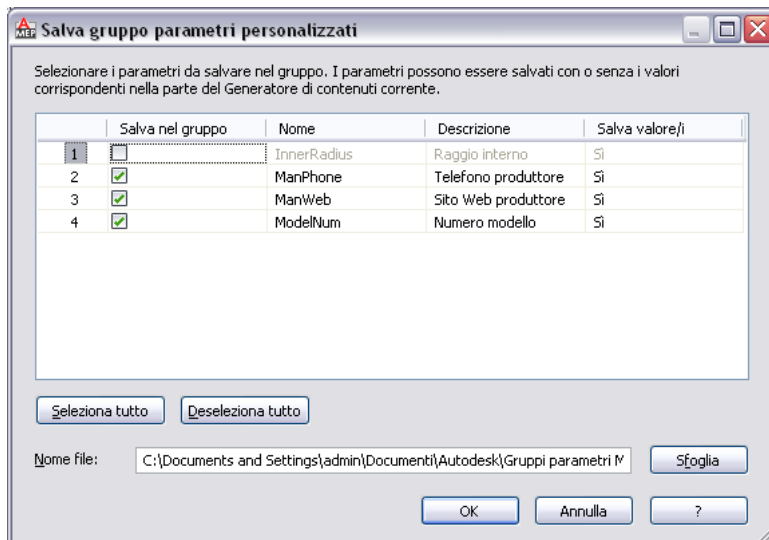 MEP Salva gruppo parametri personalizzati
Selezionare i parametri da salvare nel gruppo. I parametri possono essere salvati con o senza i valori
corrispondenti nella parte del Generatore di contenuti corrente.
Salva nel gruppo Nome Descrizione Salva valore/i
1 InnerRadius Raggio interno Sì
2 ManPhone Telefono produttore Sì
3 ManWeb Sito Web produttore Sì
4 ModelNum Numero modello Sì
Seleziona tutto Deseleziona tutto
Nome file: C:\Documents and Settings\admin\Documenti\Autodesk\Gruppi parametri M Sfoglia
OK Annulla ?